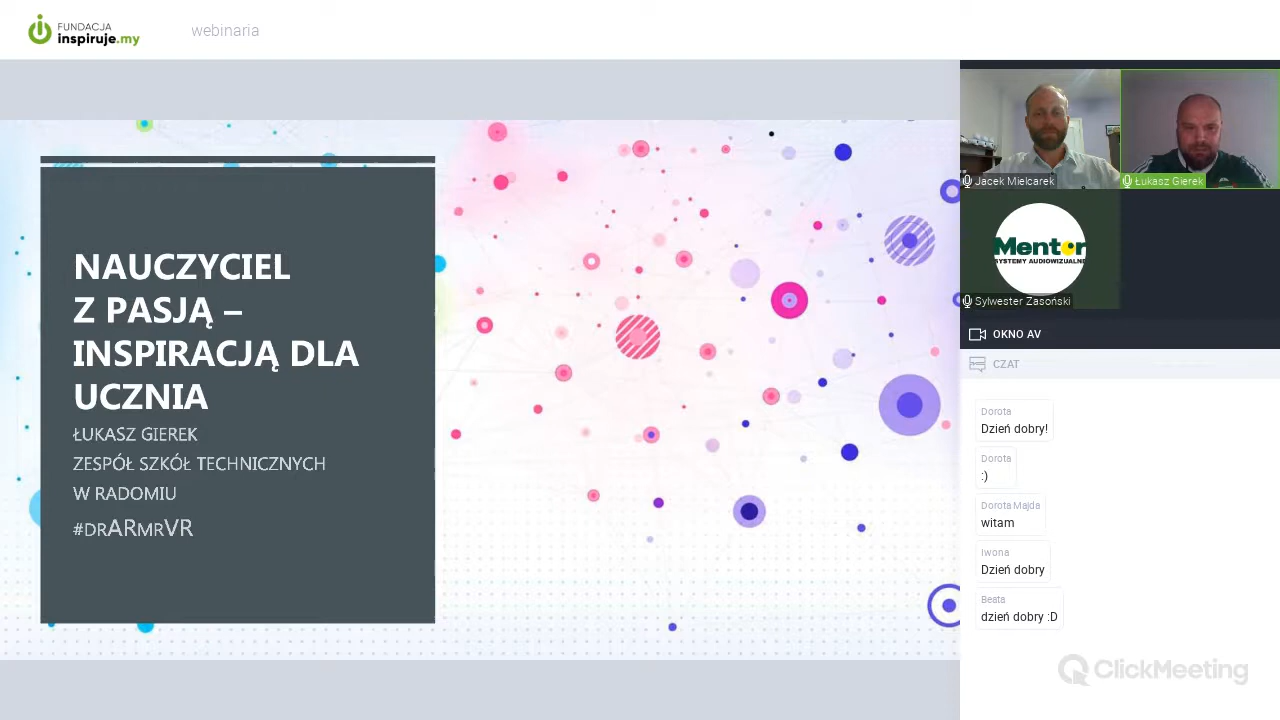 FUNDACJA
inspiruje.my
webinaria
NAUCZYCIEL
Z PASJĄ –
INSPIRACJĄ DLA
UCZNIA
ŁUKASZ GIEREK
ZESPÓŁ SZKÓŁ TECHNICZNYCH
W RADOMIU
#DRARMRVR
Jacek Mielcarek
Łukasz Gierek
Mentor
SYSTEMY AUDIOWIZUALNE
Sylwester Zasoński
OKNO AV
CZAT
Dorota
Dzień dobry!
Dorota
:)
Dorota Majda
witam
Iwona
Dzień dobry
Beata
dzień dobry :D
ClickMeeting